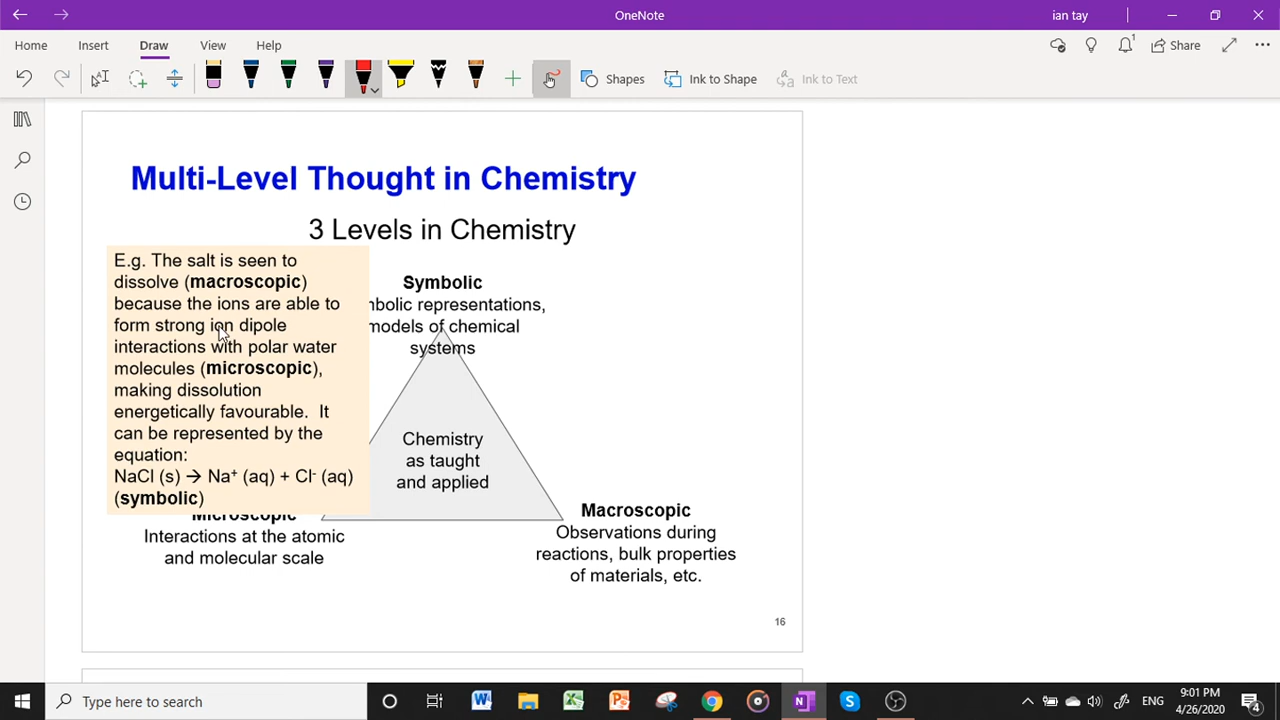 OneNote
ian tay
Home Insert Draw View Help
Share
Shapes Ink to Shape Ink to Text
Multi-Level Thought in Chemistry
3 Levels in Chemistry
E.g. The salt is seen to
dissolve (macroscopic)
because the ions are able to
form strong ion dipole
interactions with polar water
molecules (microscopic),
making dissolution
energetically favourable. It
can be represented by the
equation:
NaCl (s) → Na⁺ (aq) + Cl⁻ (aq)
(symbolic)
Symbolic
mbolic representations,
models of chemical
systems
Chemistry
as taught
and applied
Microscopic
Interactions at the atomic
and molecular scale
Macroscopic
Observations during
reactions, bulk properties
of materials, etc.
16
Type here to search
ENG
9:01 PM
4/26/2020
4